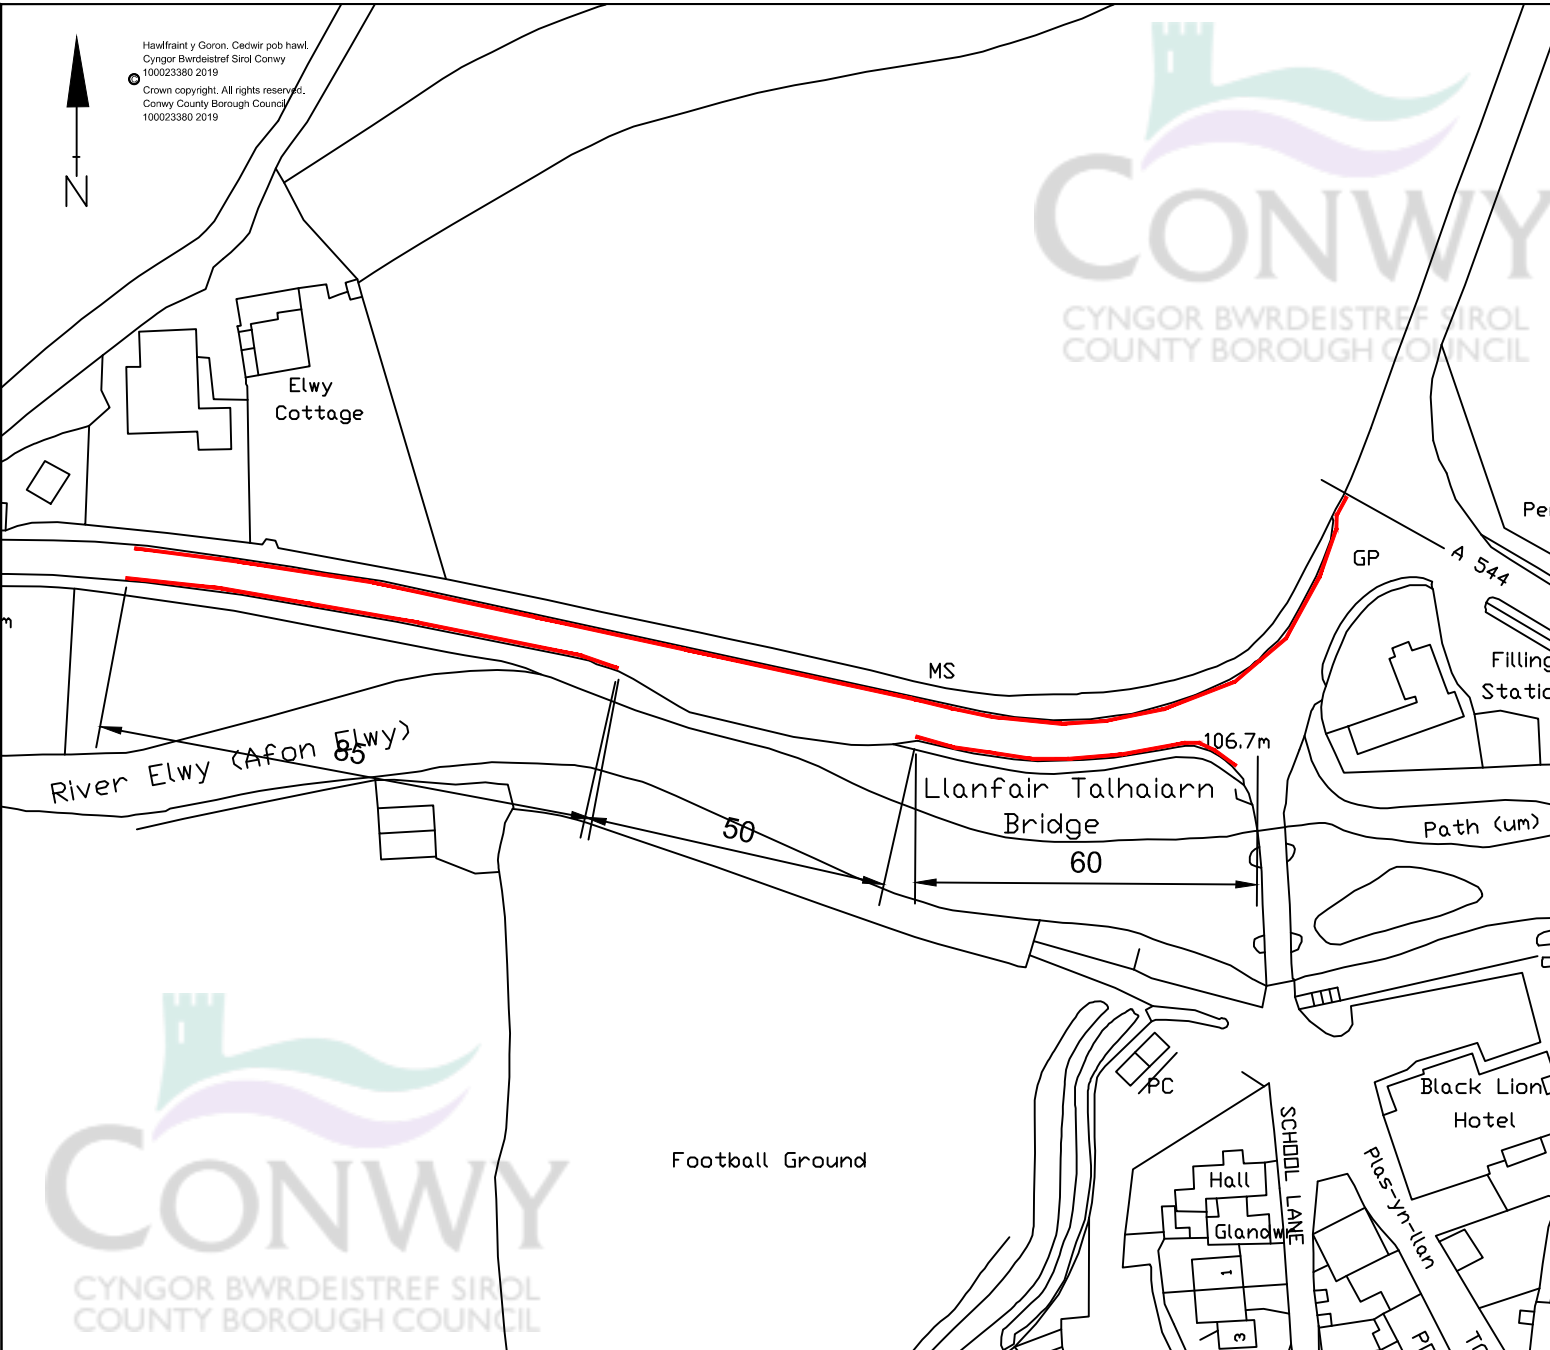 Hawlfraint y Goron. Cedwir pob hawl.
Cyngor Bwrdeistref Sirol Conwy
100023380 2019
©
Crown copyright. All rights reserved.
Conwy County Borough Council
100023380 2019
N
CONWY
CYNGOR BWRDEISTREF SIROL
COUNTY BOROUGH COUNCIL
Elwy
Cottage
GP
A 544
Filling
MS
106.7m
River Elwy (Afon Elwy)
85
Llanfair Talhaiarn
Bridge
50
60
Path (um)
PC
Black Lion
Hotel
Football Ground
SCHOOL LANE
Plas-yn-llan
Hall
1
3
CONWY
CYNGOR BWRDEISTREF SIROL
COUNTY BOROUGH COUNCIL